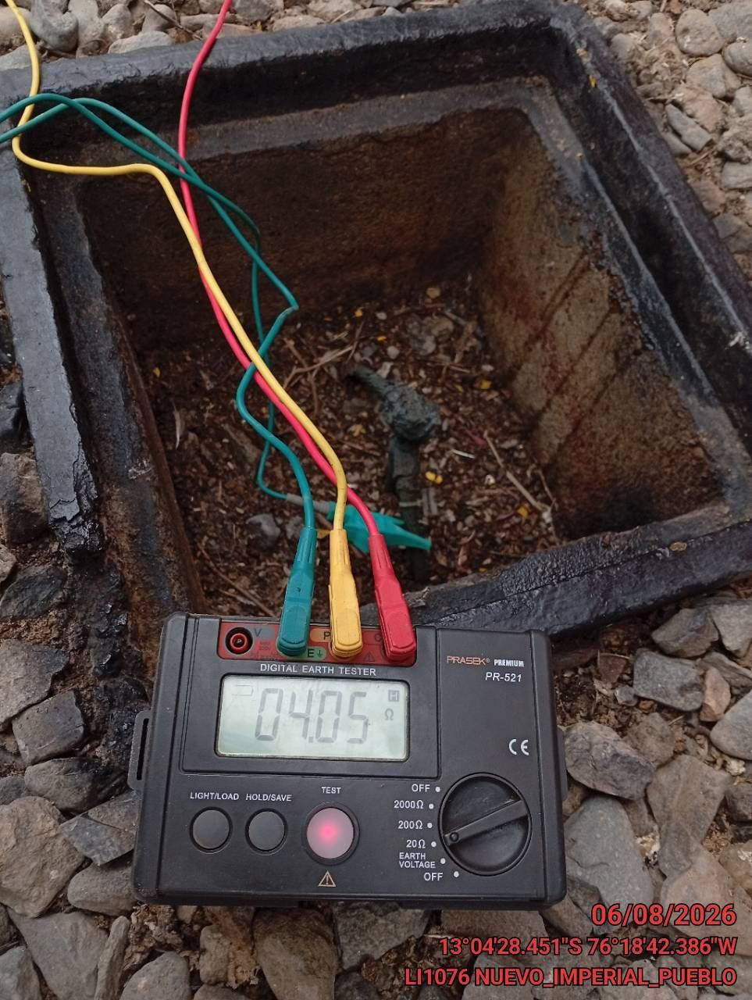 V
P
C
E
DIGITAL EARTH TESTER
PRASEK® PREMIUM
PR-521
H
04.05
Ω
CE
LIGHT/LOAD HOLD/SAVE TEST
OFF
2000Ω
200Ω
20Ω
EARTH
VOLTAGE
OFF
06/08/2026
13°04'28.451"S 76°18'42.386"W
LI1076 NUEVO_IMPERIAL_PUEBLO